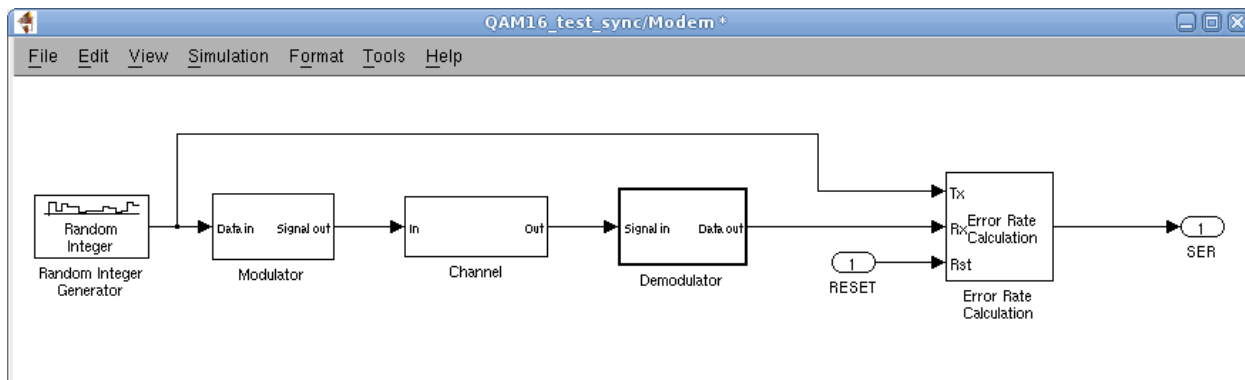 QAM16_test_sync/Modem *
File Edit View Simulation Format Tools Help
Random
Integer
Random Integer
Generator
Data in Signal out
Modulator
In Out
Channel
Signal in Data out
Demodulator
1
RESET
Tx
Rx
Rst
Error Rate
Calculation
Error Rate
Calculation
1
SER